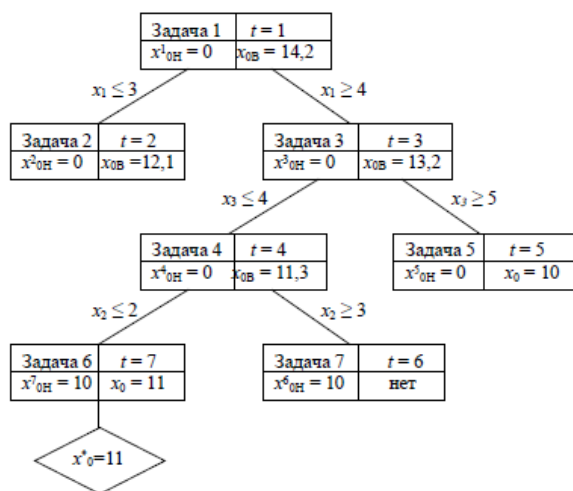 Задача 1 t = 1
x¹₀Н = 0 x₀В = 14,2
x₁ ≤ 3 x₁ ≥ 4
Задача 2 t = 2 Задача 3 t = 3
x²₀Н = 0 x₀В =12,1 x³₀Н = 0 x₀В = 13,2
x₃ ≤ 4 x₃ ≥ 5
Задача 4 t = 4 Задача 5 t = 5
x⁴₀Н = 0 x₀В = 11,3 x⁵₀Н = 0 x₀ = 10
x₂ ≤ 2 x₂ ≥ 3
Задача 6 t = 7 Задача 7 t = 6
x⁷₀Н = 10 x₀ = 11 x⁶₀Н = 10 нет
x*₀=11